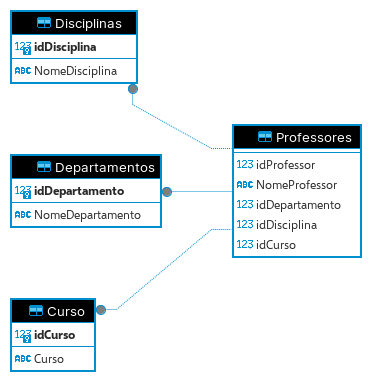 Disciplinas
123 idDisciplina
ABC NomeDisciplina
Departamentos
123 idDepartamento
ABC NomeDepartamento
Professores
123 idProfessor
ABC NomeProfessor
123 idDepartamento
123 idDisciplina
123 idCurso
Curso
123 idCurso
ABC Curso